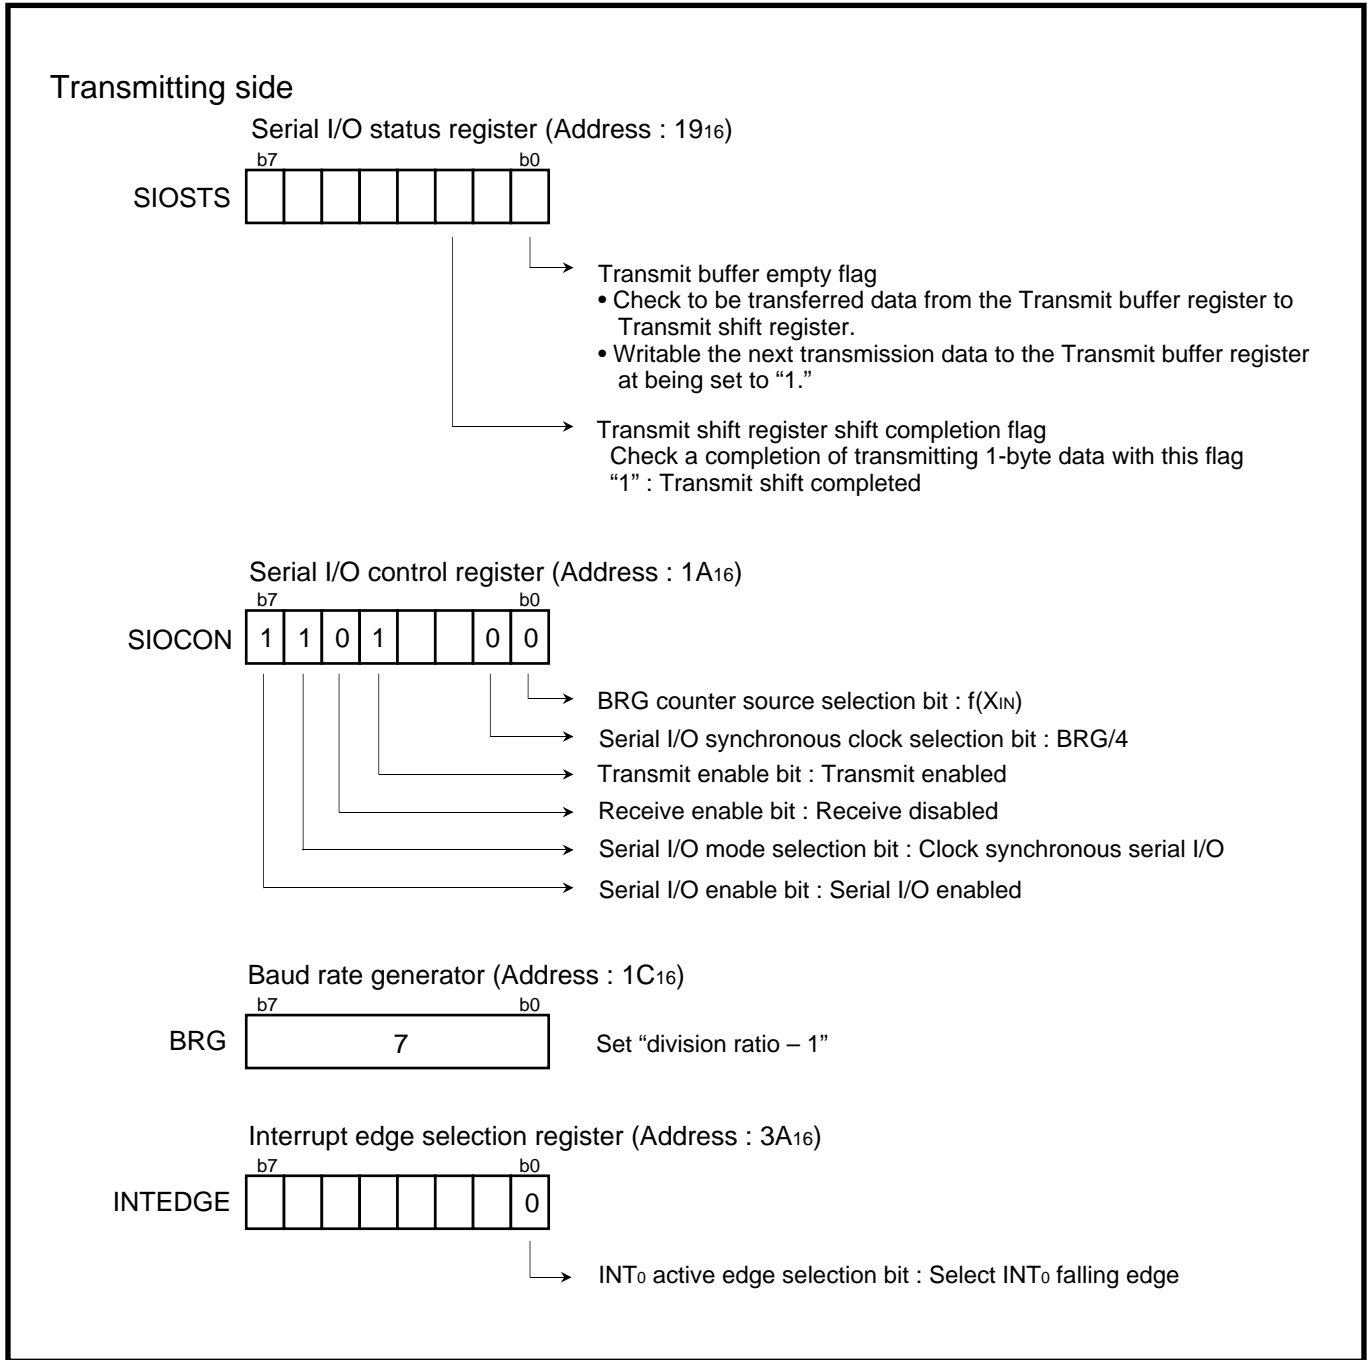 Transmitting side
Serial I/O status register (Address : 1916)
b7 b0
SIOSTS
Transmit buffer empty flag
• Check to be transferred data from the Transmit buffer register to
Transmit shift register.
• Writable the next transmission data to the Transmit buffer register
at being set to “1.”
Transmit shift register shift completion flag
Check a completion of transmitting 1-byte data with this flag
“1” : Transmit shift completed
Serial I/O control register (Address : 1A16)
b7 b0
SIOCON 1 1 0 1 0 0
BRG counter source selection bit : f(XIN)
Serial I/O synchronous clock selection bit : BRG/4
Transmit enable bit : Transmit enabled
Receive enable bit : Receive disabled
Serial I/O mode selection bit : Clock synchronous serial I/O
Serial I/O enable bit : Serial I/O enabled
Baud rate generator (Address : 1C16)
b7 b0
BRG 7 Set “division ratio – 1”
Interrupt edge selection register (Address : 3A16)
b7 b0
INTEDGE 0
INT0 active edge selection bit : Select INT0 falling edge